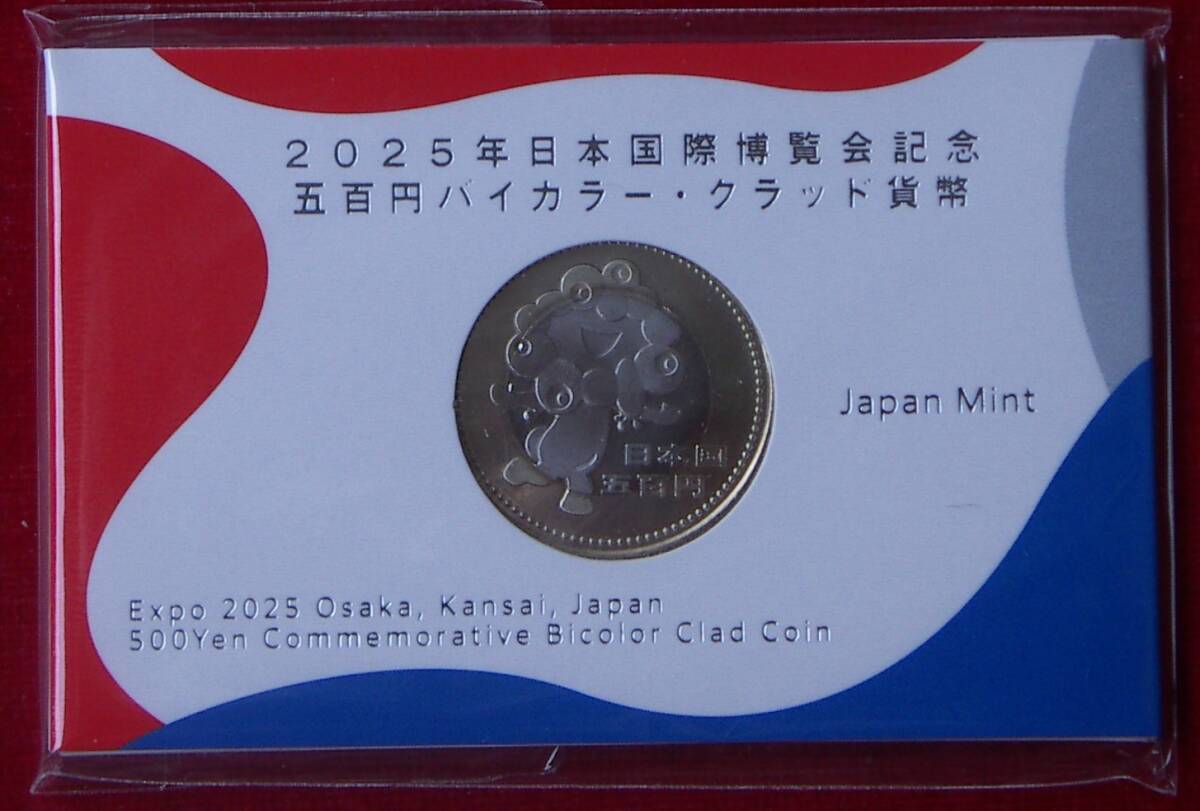 2025年日本国際博覧会記念
五百円バイカラー・クラッド貨幣
日本国
五百円
Japan Mint
Expo 2025 Osaka, Kansai, Japan
500Yen Commemorative Bicolor Clad Coin